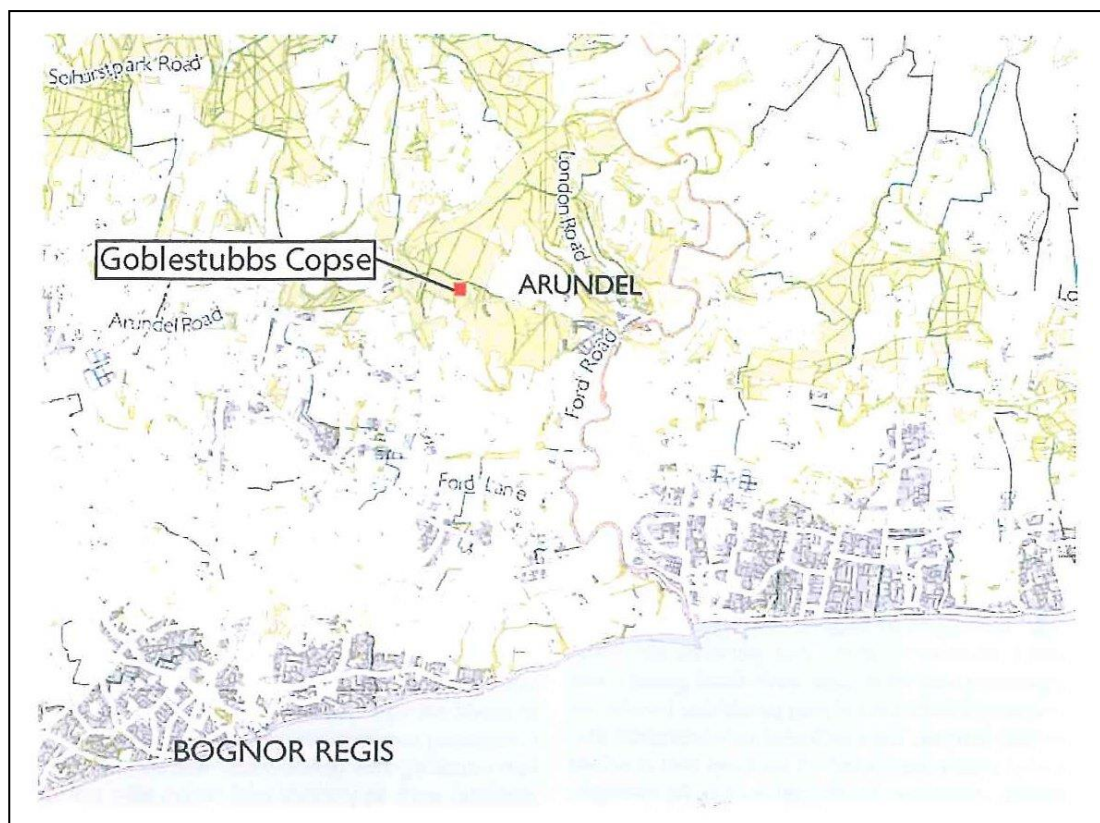 Selhurstpark Road
London Road
Goblestubbs Copse
ARUNDEL
Arundel Road
Ford Road
Ford Lane
BOGNOR REGIS